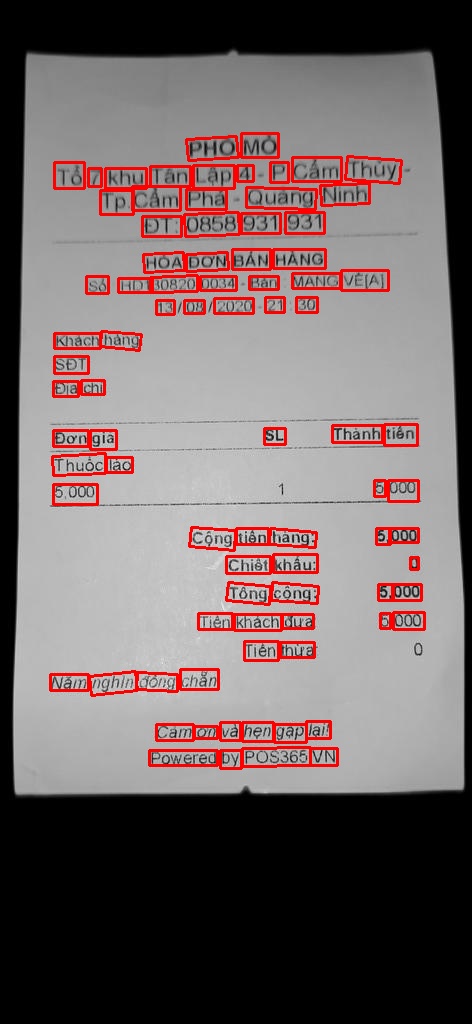 PHỐ MỎ
Tổ 7 khu Tân Lập 4 - P Cẩm Thủy -
Tp.Cẩm Phả - Quảng Ninh
ĐT: 0858 931 931
HÓA ĐƠN BÁN HÀNG
Số HD130820 0034 - Bàn : MANG VỀ[A]
13 / 08 / 2020 - 21 : 30
Khách hàng
SĐT
Địa chỉ
Đơn giá SL Thành tiền
Thuốc lào
5,000 1 5,000
Cộng tiền hàng: 5,000
Chiết khấu: 0
Tổng cộng: 5,000
Tiền khách đưa 5,000
Tiền thừa 0
Năm nghìn đồng chẵn
Cảm ơn và hẹn gặp lại!
Powered by POS365.VN